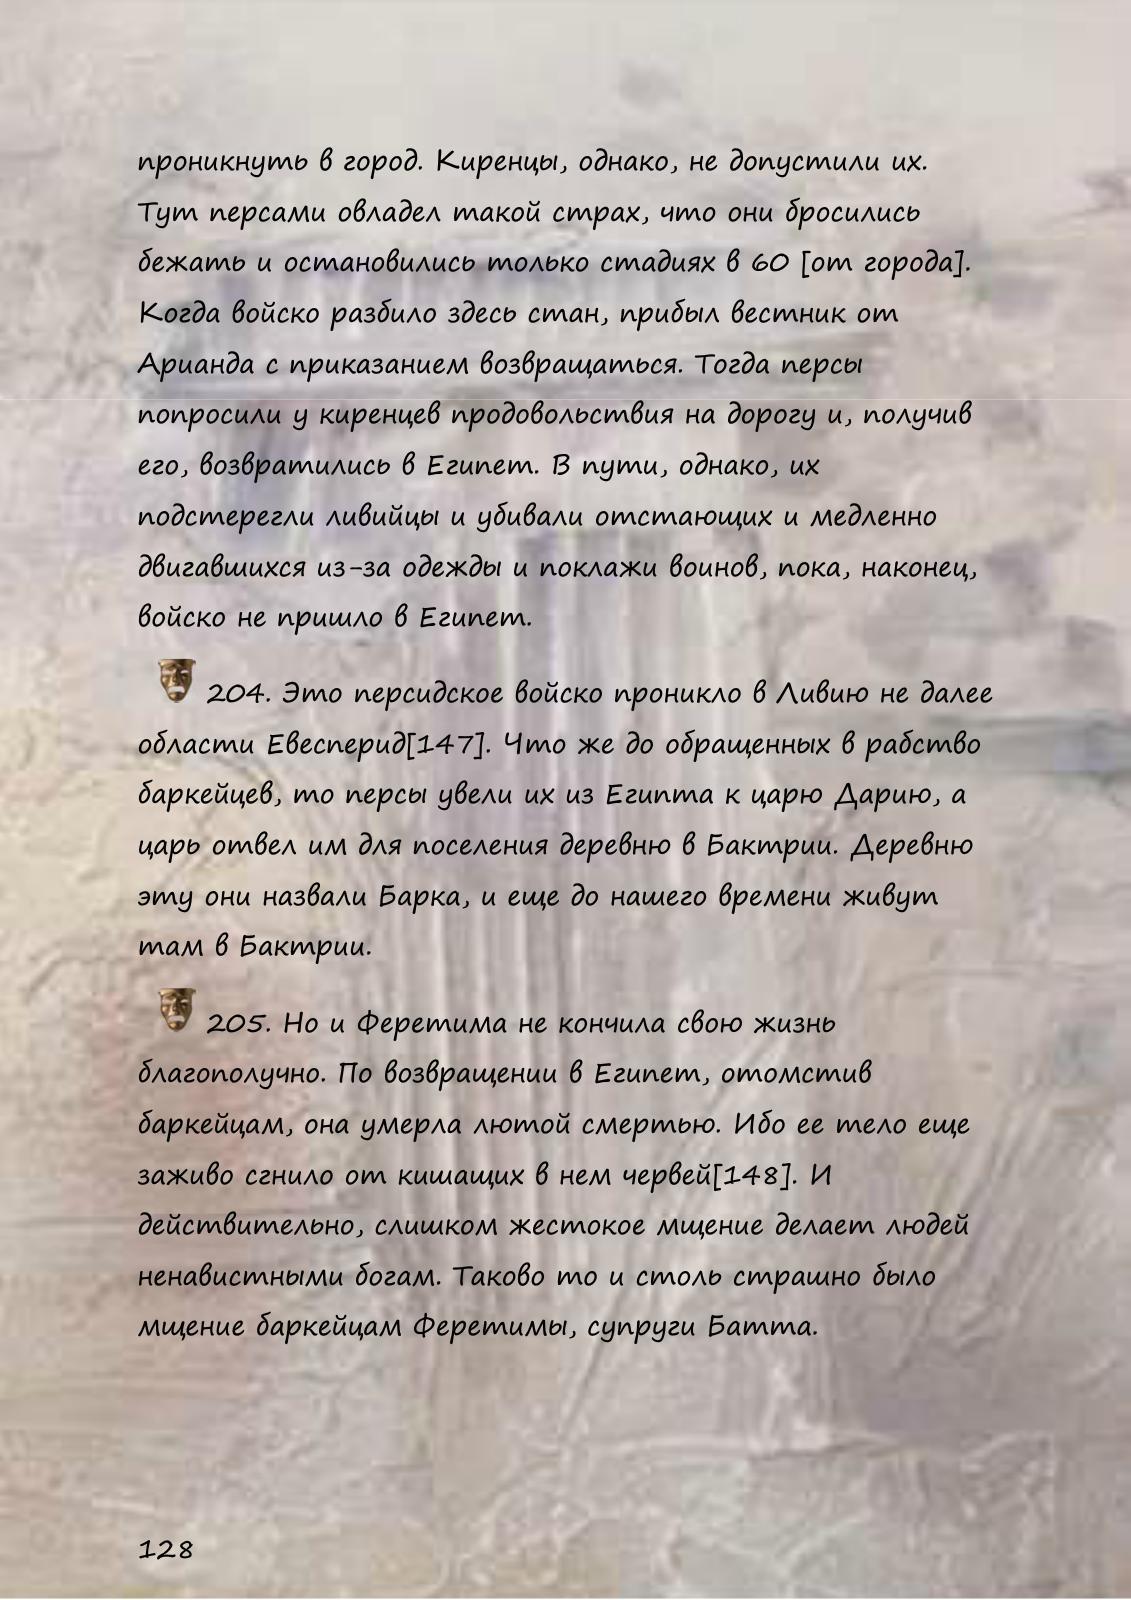 проникнуть в город. Киренцы, однако, не допустили их.
Тут персами овладел такой страх, что они бросились
бежать и остановились только стадиях в 60 [от города].
Когда войско разбило здесь стан, прибыл вестник от
Арианда с приказанием возвращаться. Тогда персы
попросили у киренцев продовольствия на дорогу и, получив
его, возвратились в Египет. В пути, однако, их
подстерегли ливийцы и убивали отстающих и медленно
двигавшихся из-за одежды и поклажи воинов, пока, наконец,
войско не пришло в Египет.
204. Это персидское войско проникло в Ливию не далее
области Евесперид[147]. Что же до обращенных в рабство
баркейцев, то персы увели их из Египта к царю Дарию, а
царь отвел им для поселения деревню в Бактрии. Деревню
эту они назвали Барка, и еще до нашего времени живут
там в Бактрии.
205. Но и Феретима не кончила свою жизнь
благополучно. По возвращении в Египет, отомстив
баркейцам, она умерла лютой смертью. Ибо ее тело еще
заживо сгнило от кишащих в нем червей[148]. И
действительно, слишком жестокое мщение делает людей
ненавистными богам. Таково то и столь страшно было
мщение баркейцам Феретимы, супруги Батта.
128